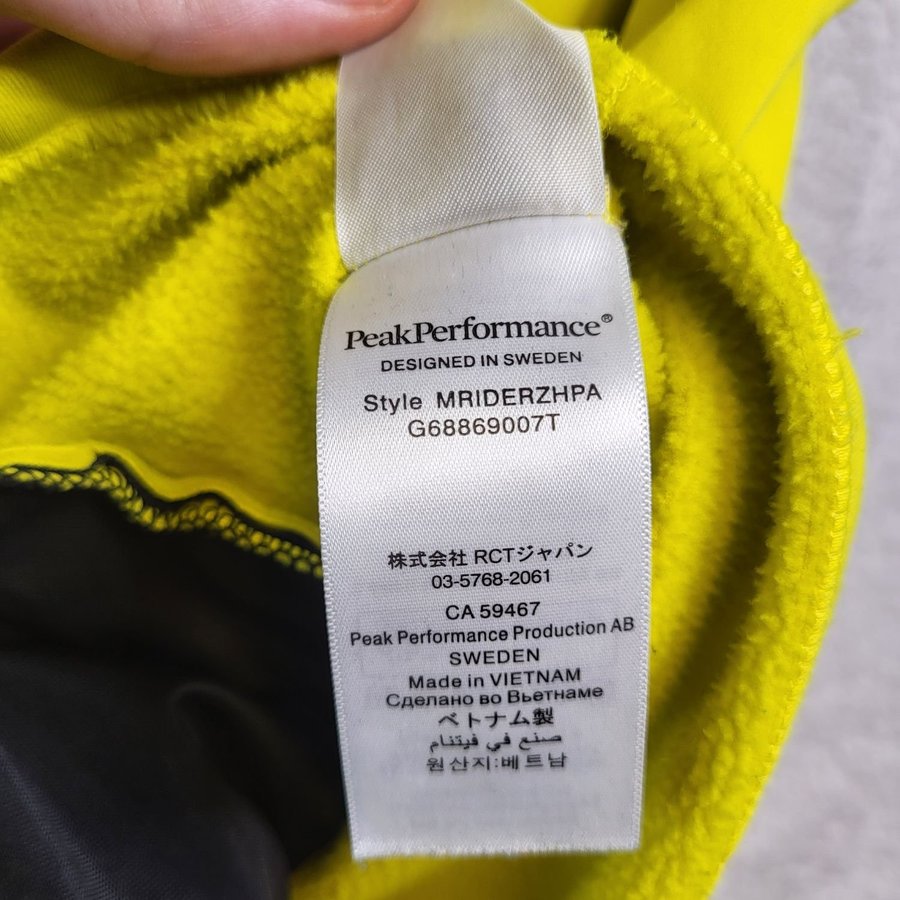 PeakPerformance®
DESIGNED IN SWEDEN
Style MRIDERZHPA
G68869007T
株式会社 RCTジャパン
03-5768-2061
CA 59467
Peak Performance Production AB
SWEDEN
Made in VIETNAM
Сделано во Вьетнаме
ベトナム製
صنع في فيتنام
원산지:베트남